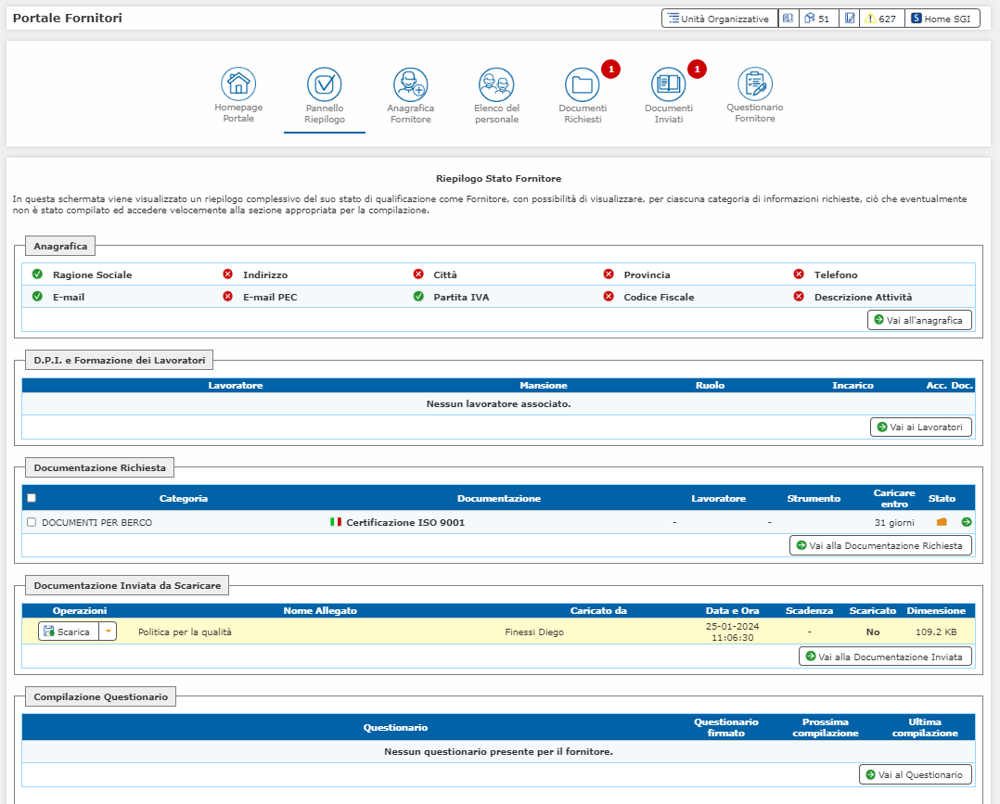 Portale Fornitori
Unità Organizzative 51 627 S Home SGI
1 1
Homepage Portale
Pannello Riepilogo
Anagrafica Fornitore
Elenco del personale
Documenti Richiesti
Documenti Inviati
Questionario Fornitore
Riepilogo Stato Fornitore
In questa schermata viene visualizzato un riepilogo complessivo del suo stato di qualificazione come Fornitore, con possibilità di visualizzare, per ciascuna categoria di informazioni richieste, ciò che eventualmente
non è stato compilato ed accedere velocemente alla sezione appropriata per la compilazione.
Anagrafica
Ragione Sociale Indirizzo Città Provincia Telefono
E-mail E-mail PEC Partita IVA Codice Fiscale Descrizione Attività
Vai all'anagrafica
D.P.I. e Formazione dei Lavoratori
Lavoratore Mansione Ruolo Incarico Acc. Doc.
Nessun lavoratore associato.
Vai ai Lavoratori
Documentazione Richiesta
Categoria Documentazione Lavoratore Strumento Caricare entro Stato
DOCUMENTI PER BERCO Certificazione ISO 9001 - - 31 giorni
Vai alla Documentazione Richiesta
Documentazione Inviata da Scaricare
Operazioni Nome Allegato Caricato da Data e Ora Scadenza Scaricato Dimensione
Scarica Politica per la qualità Finessi Diego 25-01-2024 11:06:30 - No 109.2 KB
Vai alla Documentazione Inviata
Compilazione Questionario
Questionario Questionario firmato Prossima compilazione Ultima compilazione
Nessun questionario presente per il fornitore.
Vai al Questionario